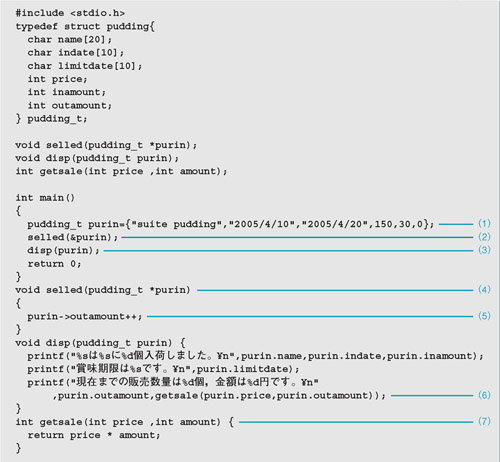 #include <stdio.h>
typedef struct pudding{
  char name[20];
  char indate[10];
  char limitdate[10];
  int price;
  int inamount;
  int outamount;
} pudding_t;

void selled(pudding_t *purin);
void disp(pudding_t purin);
int getsale(int price ,int amount);

int main()
{
  pudding_t purin={"suite pudding","2005/4/10","2005/4/20",150,30,0}; (1)
  selled(&purin); (2)
  disp(purin); (3)
  return 0;
}
void selled(pudding_t *purin) (4)
{
  purin->outamount++; (5)
}
void disp(pudding_t purin) {
  printf("%sは%sに%d個入荷しました。¥n",purin.name,purin.indate,purin.inamount);
  printf("賞味期限は%sです。¥n",purin.limitdate);
  printf("現在までの販売数量は%d個，金額は%d円です。¥n"
    ,purin.outamount,getsale(purin.price,purin.outamount)); (6)
}
int getsale(int price ,int amount) { (7)
  return price * amount;
}